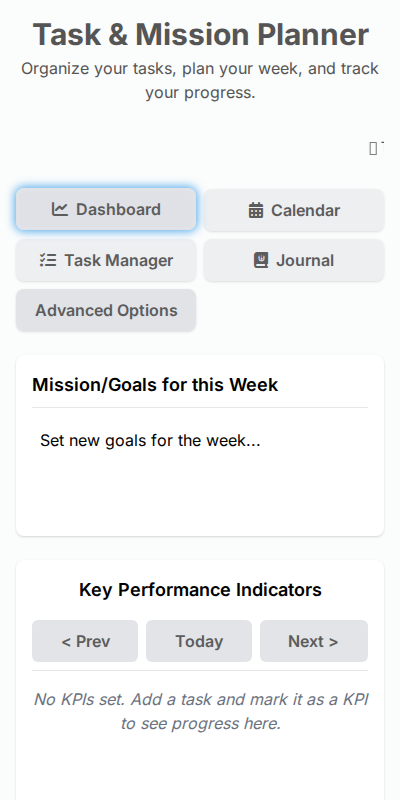 Task & Mission Planner
Organize your tasks, plan your week, and track
your progress.
Dashboard
Calendar
Task Manager
Journal
Advanced Options
Mission/Goals for this Week
Set new goals for the week...
Key Performance Indicators
< Prev
Today
Next >
No KPIs set. Add a task and mark it as a KPI
to see progress here.